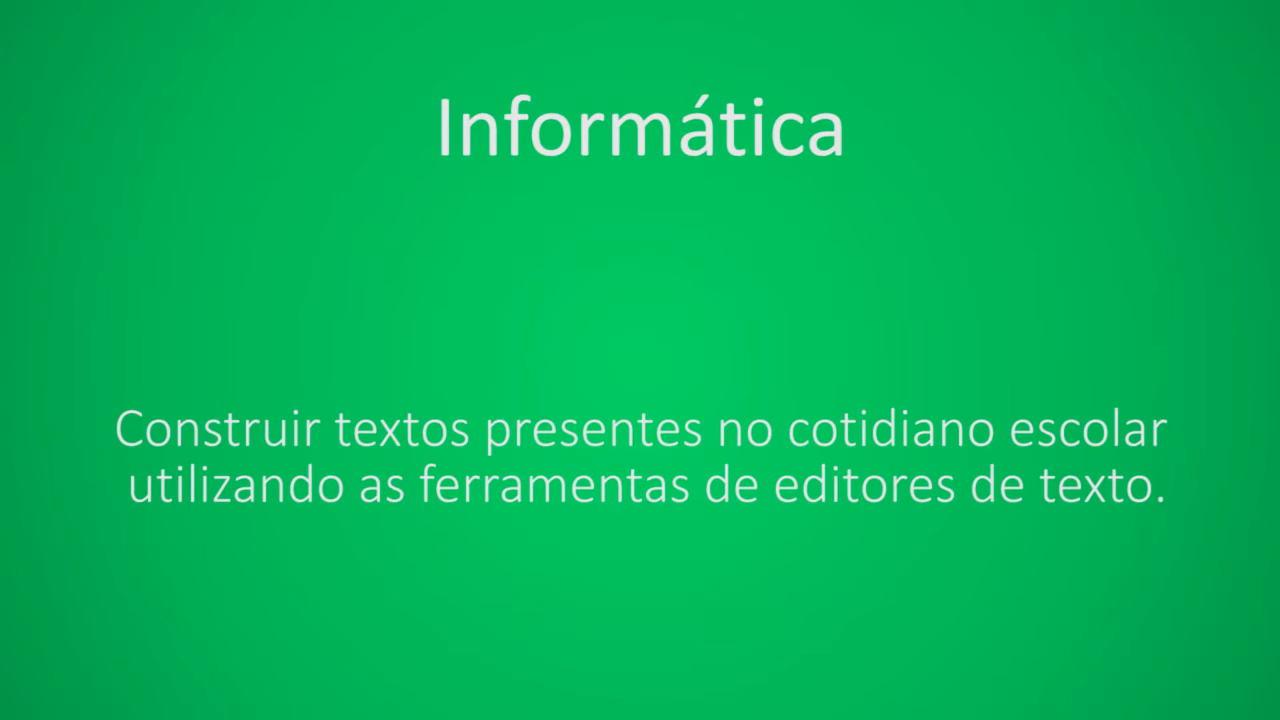 Informática
Construir textos presentes no cotidiano escolar
utilizando as ferramentas de editores de texto.